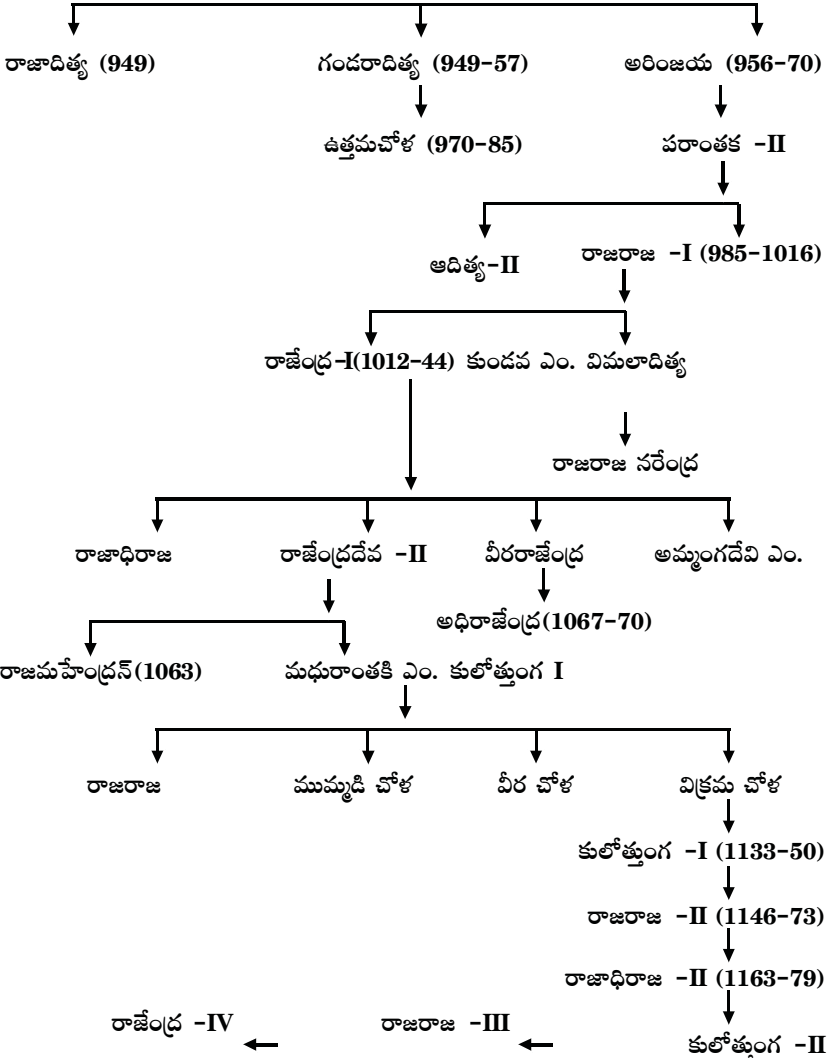 రాజాదిత్య (949) గండరాదిత్య (949-57) అరింజయ (956-70)
ఉత్తమచోళ (970-85) పరాంతక -II
ఆదిత్య-II రాజరాజ -I (985-1016)
రాజేంద్ర-I(1012-44) కుండవ ఎం. విమలాదిత్య
రాజరాజ నరేంద్ర
రాజాధిరాజ రాజేంద్రదేవ -II వీరరాజేంద్ర అమ్మంగదేవి ఎం.
అధిరాజేంద్ర(1067-70)
రాజమహేంద్రన్(1063) మధురాంతకి ఎం. కులోత్తుంగ I
రాజరాజ ముమ్మడి చోళ వీర చోళ విక్రమ చోళ
కులోత్తుంగ -I (1133-50)
రాజరాజ -II (1146-73)
రాజాధిరాజ -II (1163-79)
రాజేంద్ర -IV రాజరాజ -III కులోత్తుంగ -II